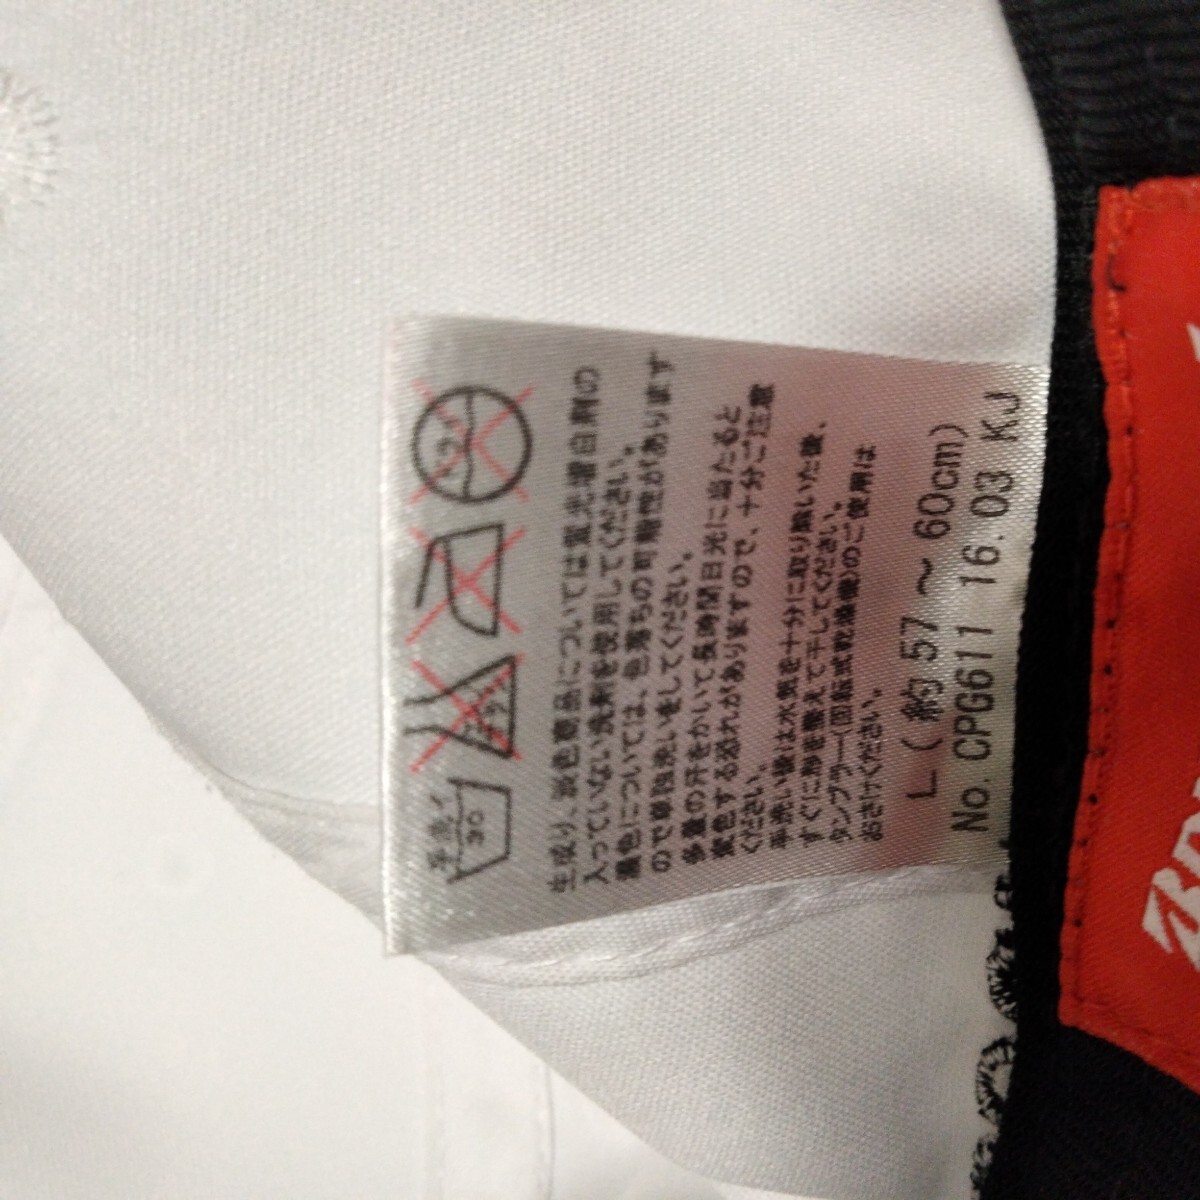 手洗イ
30
生成り、淡色商品については蛍光増白剤の
入っていない洗剤を使用してください。
濃色については、色落ちの可能性があります
ので単独洗いをしてください。
多量の汗をかいて長時間日光に当たると
変色する恐れがありますので、十分ご注意
ください。
手洗い後は水気を十分に取り除いた後、
すぐに形を整えて干してください。
タンブラー(回転式乾燥機)のご使用は
おさけください。
L(約57～60cm)
No. CPG611 16.03 KJ